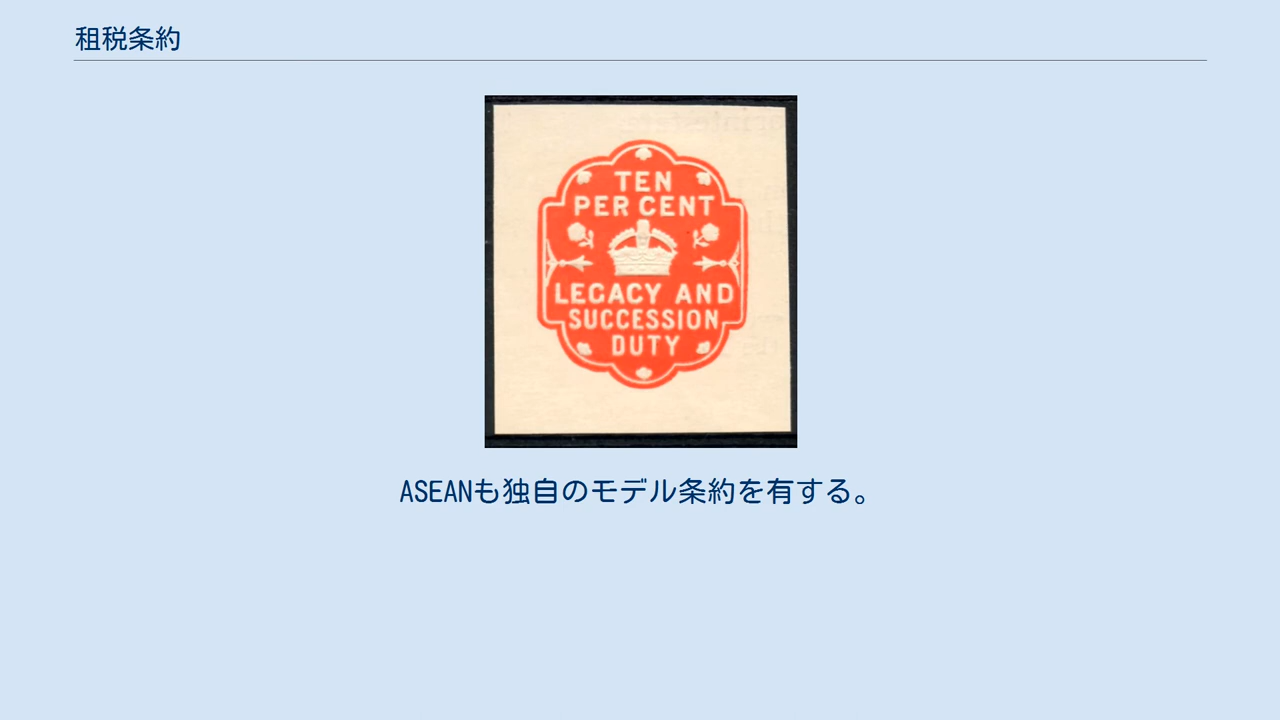 租税条約
TEN
PER CENT
LEGACY AND
SUCCESSION
DUTY
ASEANも独自のモデル条約を有する。